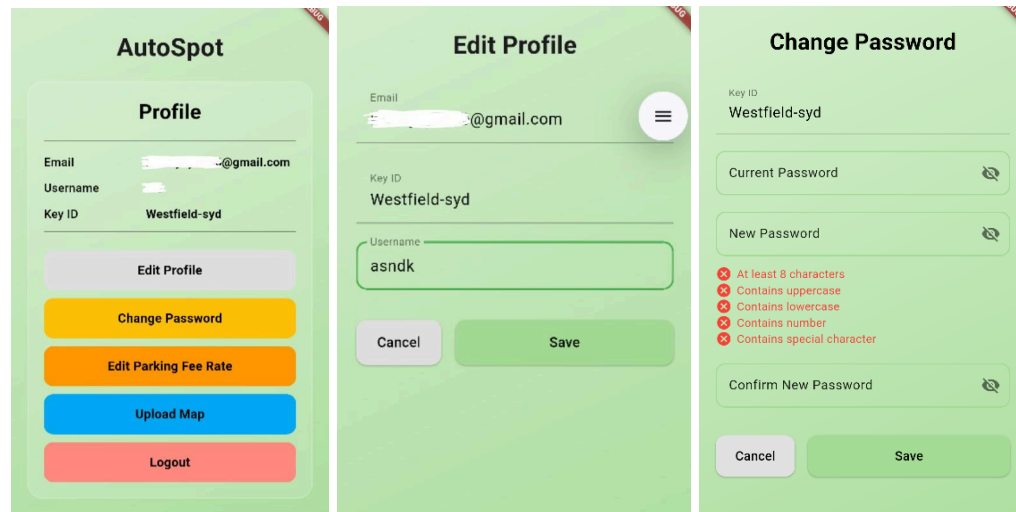 AutoSpot
Profile
Email @gmail.com
Username
Key ID Westfield-syd
Edit Profile
Change Password
Edit Parking Fee Rate
Upload Map
Logout
Edit Profile
Email
@gmail.com
Key ID
Westfield-syd
Username
asndk
Cancel Save
Change Password
Key ID
Westfield-syd
Current Password
New Password
At least 8 characters
Contains uppercase
Contains lowercase
Contains number
Contains special character
Confirm New Password
Cancel Save